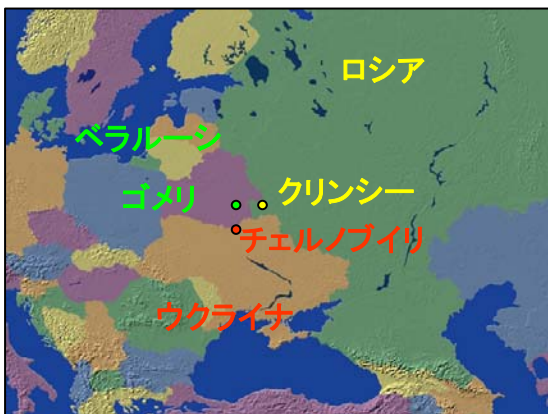 ロシア
ベラルーシ
ゴメリ
クリンシー
チェルノブイリ
ウクライナ